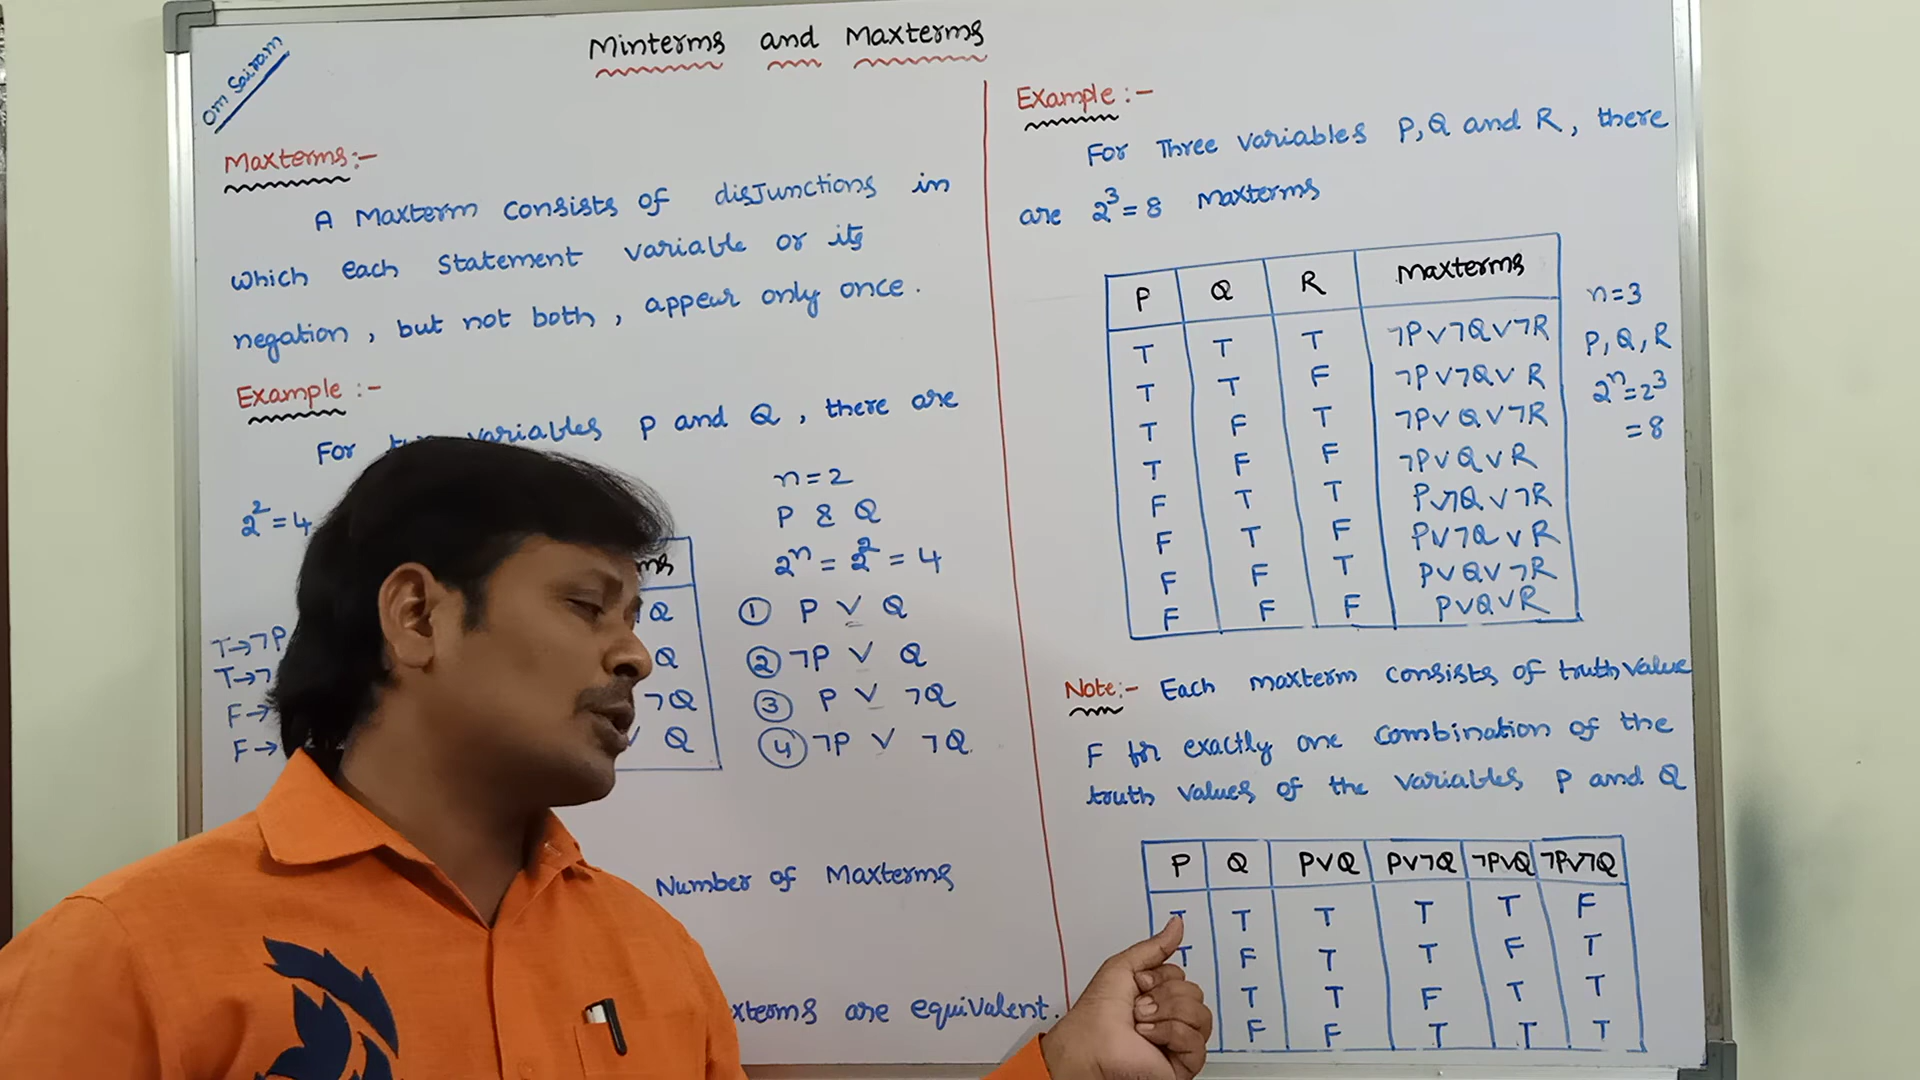 Om Sairam
Minterms and Maxterms
Maxterms:-
A Maxterm consists of disjunctions in
which each statement variable or its
negation, but not both, appear only once.
Example :-
For two variables P and Q, there are
2² = 4
n=2
P & Q
2ⁿ = 2² = 4
① P ∨ Q
② ¬P ∨ Q
③ P ∨ ¬Q
④ ¬P ∨ ¬Q
T→¬P
T→¬
F→
F→
Q
Q
¬Q
∨ Q
Number of Maxterms
are equivalent.
Example :-
For Three variables P, Q and R, there
are 2³ = 8 Maxterms
P Q R Maxterms
T T T ¬P∨¬Q∨¬R
T T F ¬P∨¬Q∨ R
T F T ¬P∨ Q∨¬R
T F F ¬P∨ Q∨ R
F T T P∨¬Q∨¬R
F T F P∨¬Q∨R
F F T P∨Q∨¬R
F F F P∨Q∨R
n=3
P, Q, R
2ⁿ=2³
= 8
Note:- Each maxterm consists of truth value
F for exactly one combination of the
truth values of the variables P and Q
P Q P∨Q P∨¬Q ¬P∨Q ¬P∨¬Q
T T T T T F
T F T T F T
T T F T T
F F T T T